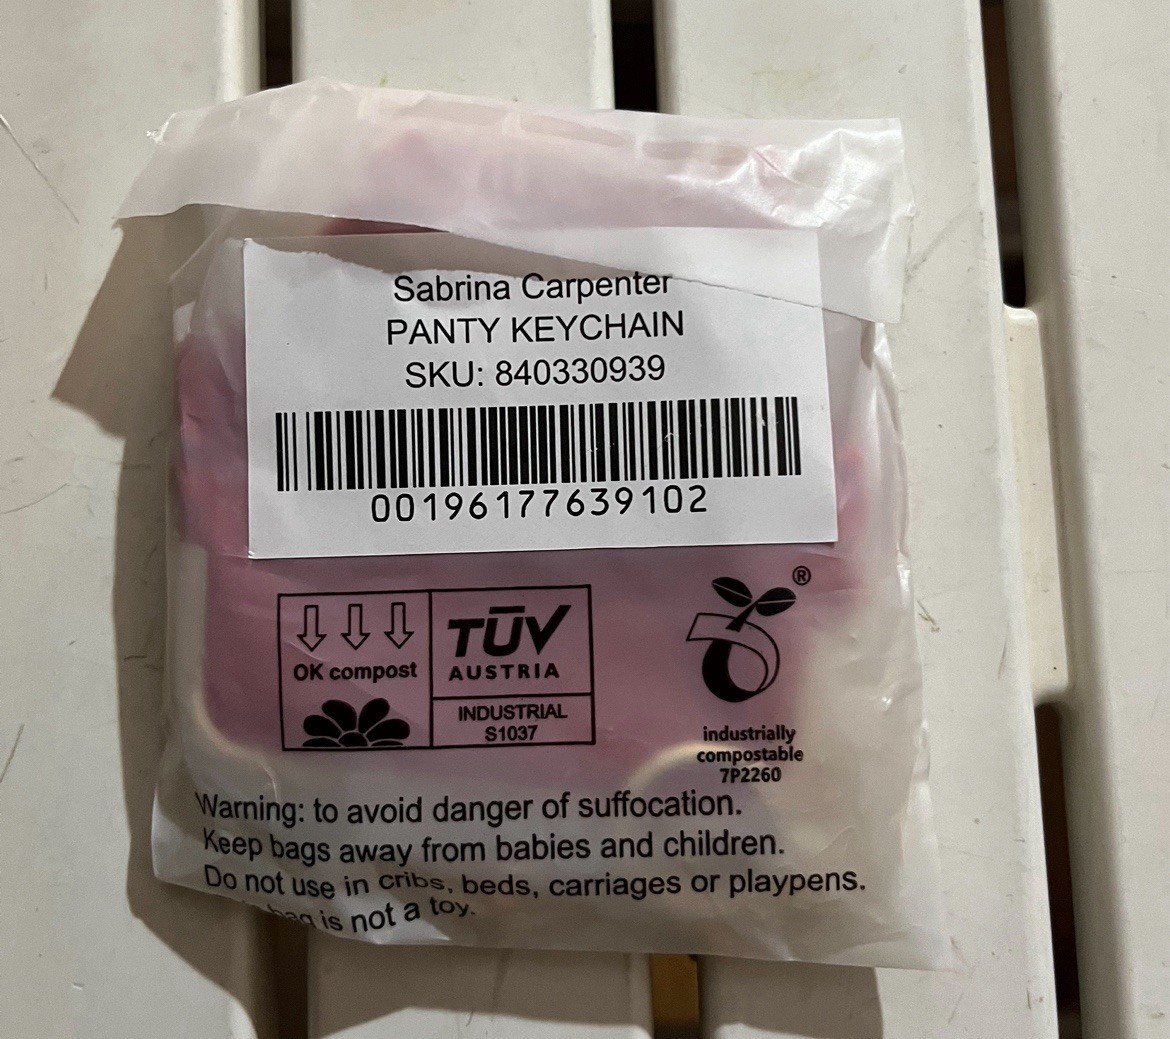 Sabrina Carpenter
PANTY KEYCHAIN
SKU: 840330939
00196177639102
OK compost
TÜV
AUSTRIA
INDUSTRIAL
S1037
®
industrially
compostable
7P2260
Warning: to avoid danger of suffocation.
Keep bags away from babies and children.
Do not use in cribs, beds, carriages or playpens.
bag is not a toy.